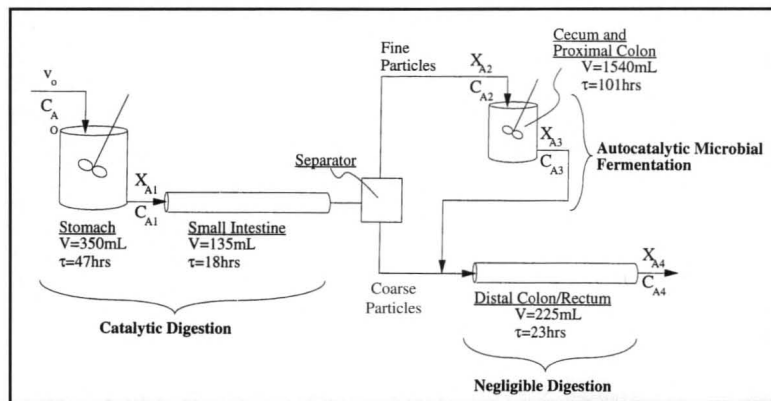 v o
C A O
Stomach
V=350mL
τ=47hrs
X A1
C A1
Small Intestine
V=135mL
τ=18hrs
Catalytic Digestion
Separator
Fine
Particles
X A2
C A2
Cecum and
Proximal Colon
V=1540mL
τ=101hrs
X A3
C A3
Autocatalytic Microbial
Fermentation
Coarse
Particles
Distal Colon/Rectum
V=225mL
τ=23hrs
X A4
C A4
Negligible Digestion